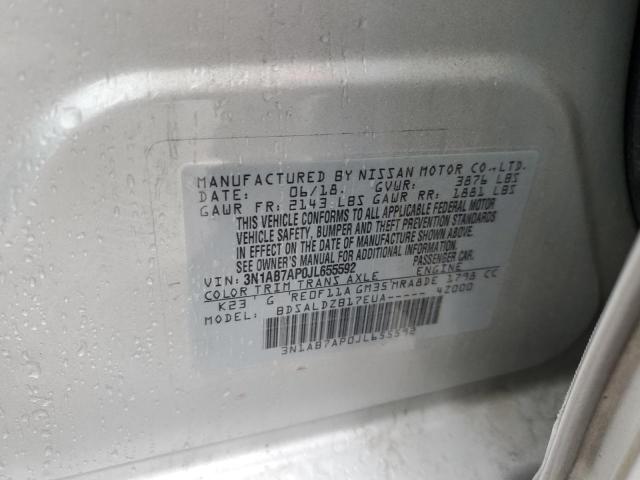 MANUFACTURED BY NISSAN MOTOR CO.,LTD.
DATE: 06/18 GVWR: 3876 LBS
GAWR FR: 2143 LBS GAWR RR: 1881 LBS
THIS VEHICLE CONFORMS TO ALL APPLICABLE FEDERAL MOTOR
VEHICLE SAFETY, BUMPER AND THEFT PREVENTION STANDARDS
IN EFFECT ON THE DATE OF MANUFACTURE SHOWN ABOVE.
SEE OWNER'S MANUAL FOR ADDITIONAL INFORMATION.
VIN: 3N1AB7AP0JL655592 PASSENGER CAR.
COLOR TRIM TRANS AXLE ENGINE
K23 G RE0F11A GM35 MRA8DE 1798 CC
MODEL: BDSALDZB17EUA----- 4Z000
3N1AB7AP0JL655592